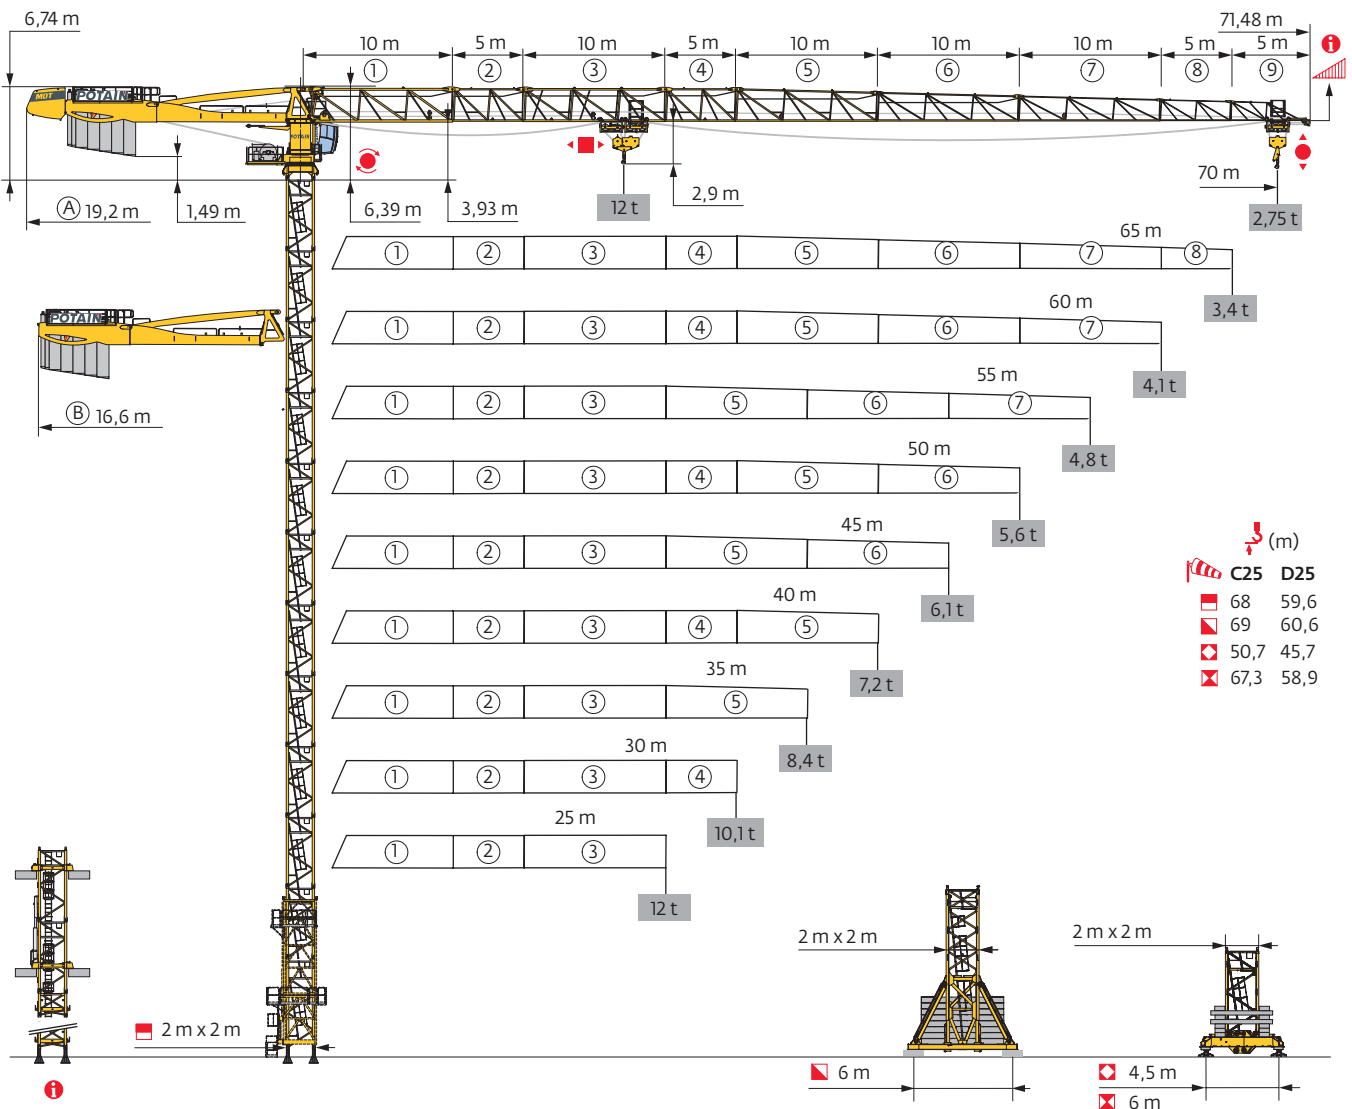 6,74 m
71,48 m
10 m 5 m 10 m 5 m 10 m 10 m 10 m 5 m 5 m
1 2 3 4 5 6 7 8 9
i
MDT POTAIN
POTAIN
70 m
2,9 m
A 19,2 m
1,49 m
6,39 m
3,93 m
12 t
2,75 t
65 m
1 2 3 4 5 6 7 8
3,4 t
POTAIN
60 m
1 2 3 4 5 6 7
4,1 t
B 16,6 m
55 m
1 2 3 5 6 7
4,8 t
50 m
1 2 3 4 5 6
5,6 t
45 m
1 2 3 5 6
6,1 t
(m)
C25 D25
68 59,6
69 60,6
50,7 45,7
67,3 58,9
40 m
1 2 3 4 5
7,2 t
35 m
1 2 3 5
8,4 t
30 m
1 2 3 4
10,1 t
25 m
1 2 3
12 t
2 m x 2 m
2 m x 2 m
2 m x 2 m
i
6 m
4,5 m
6 m